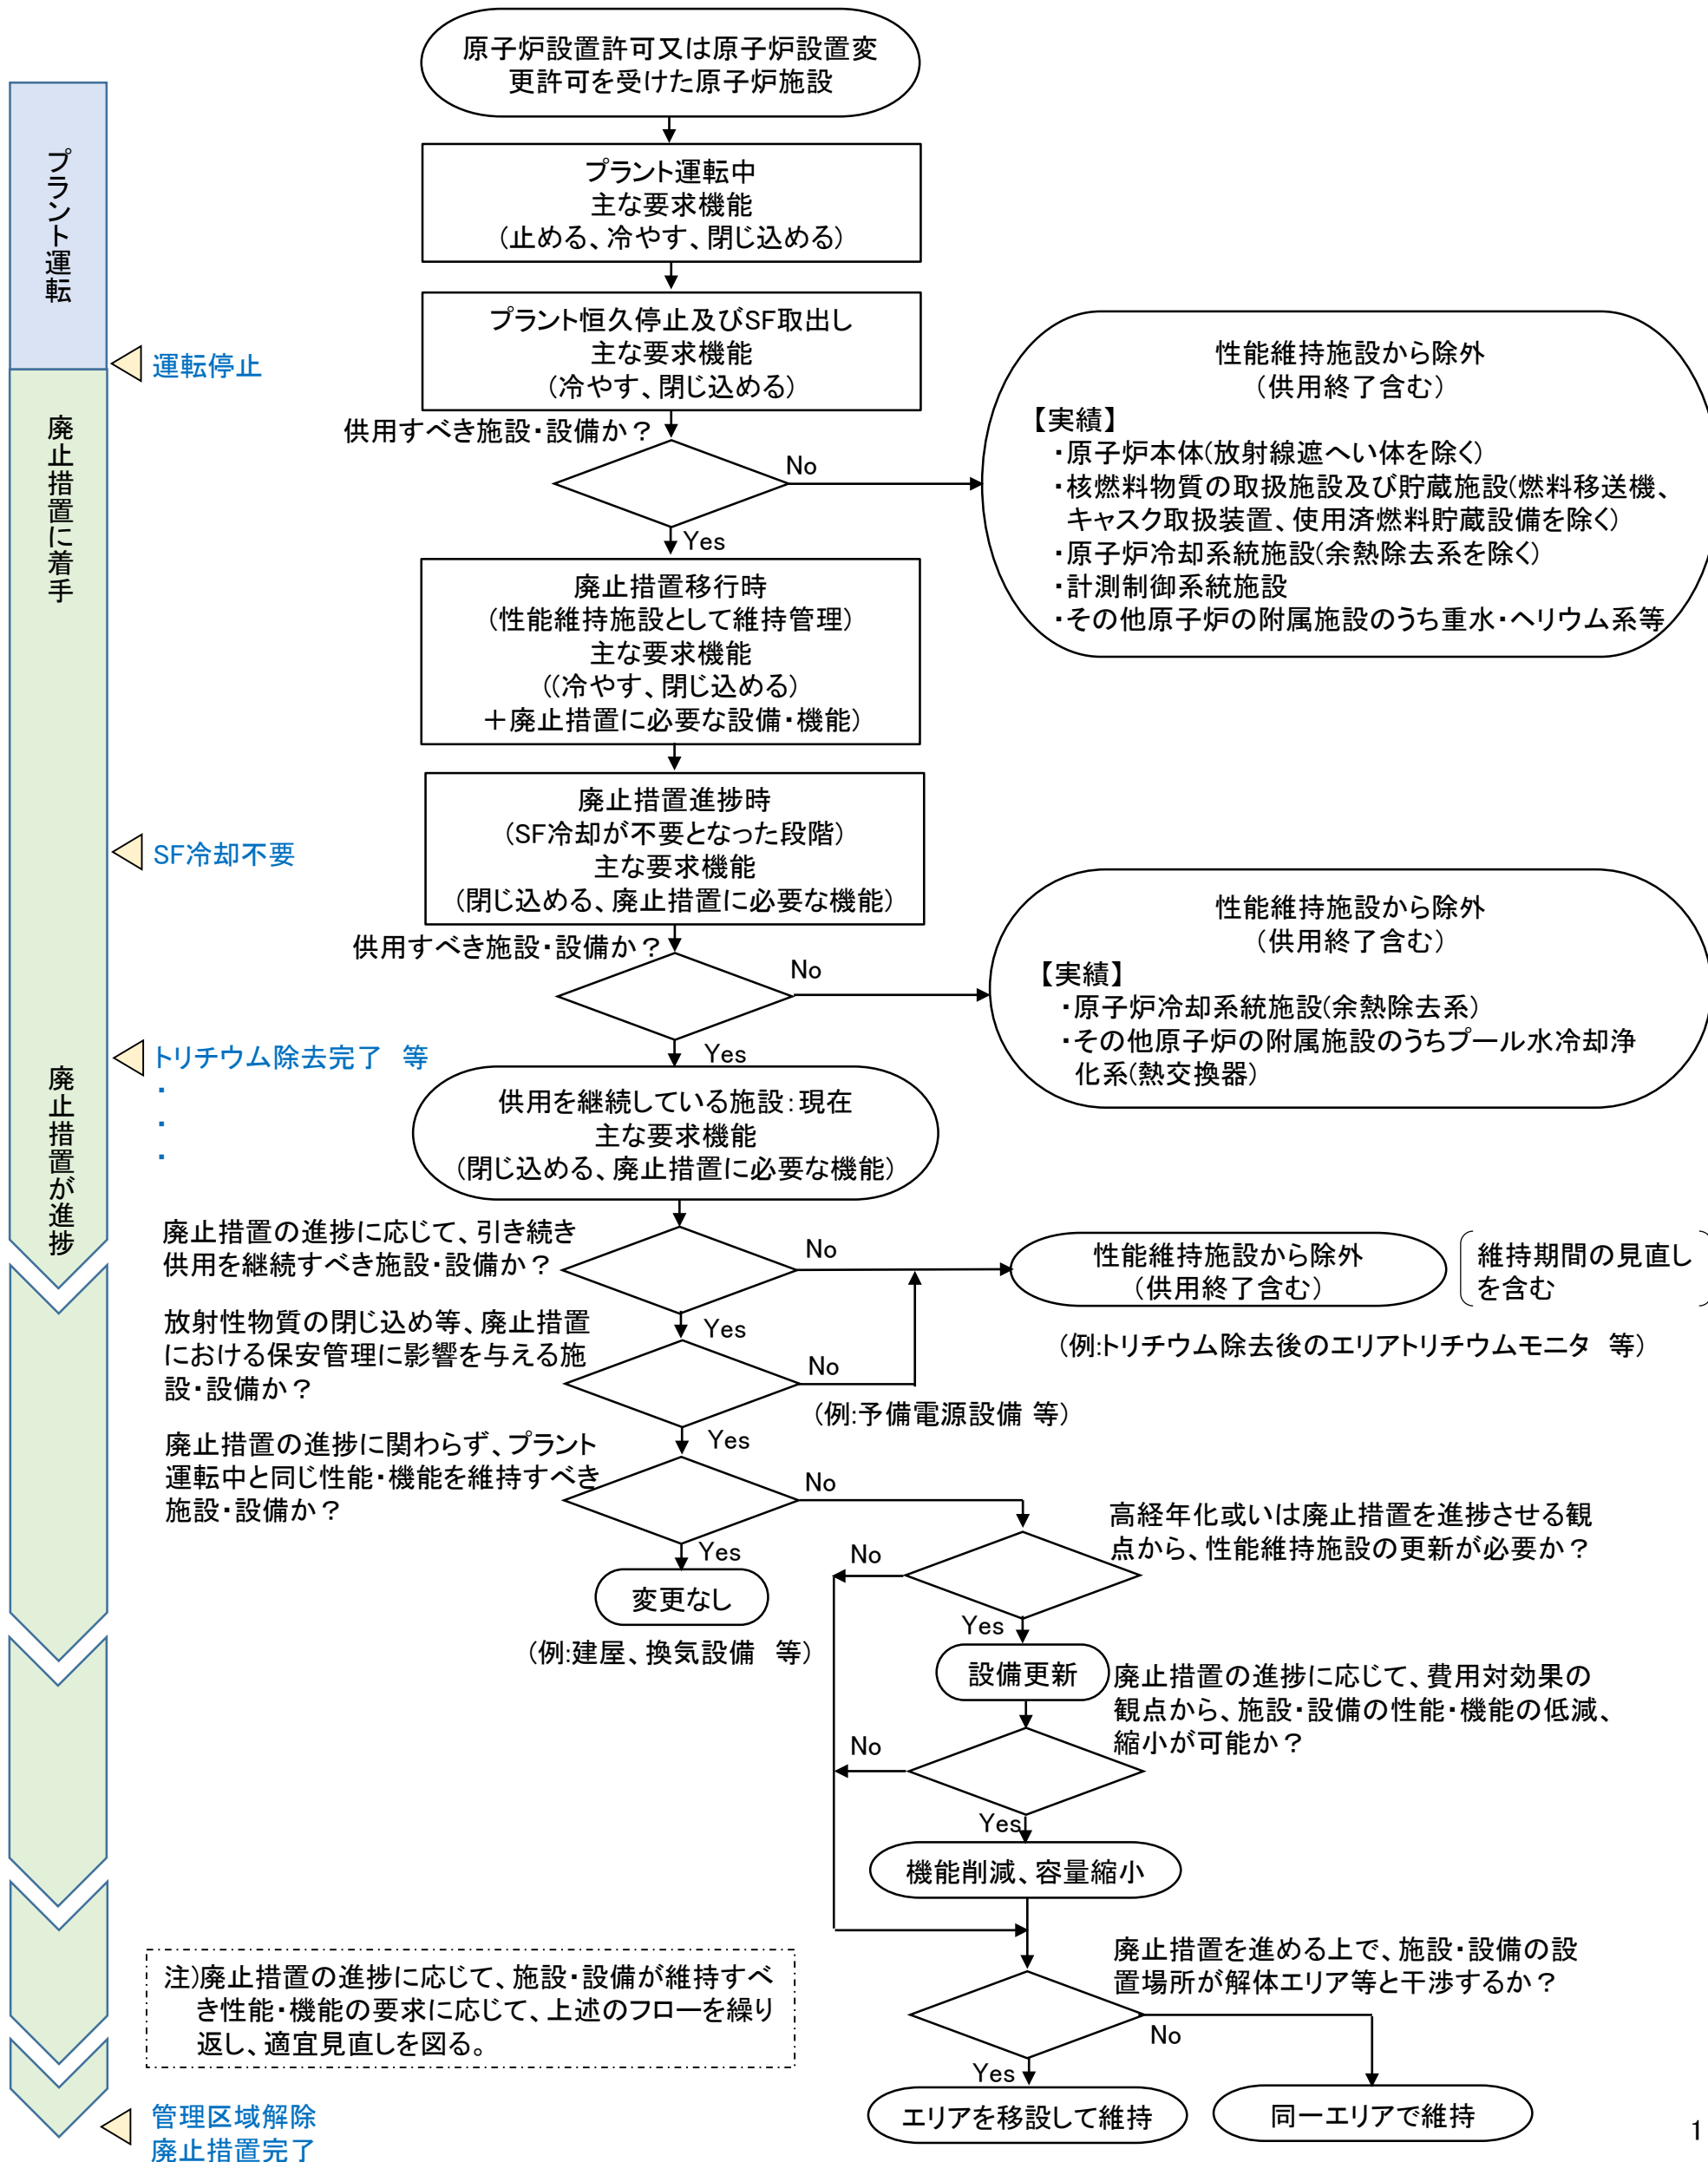 原子炉設置許可又は原子炉設置変
更許可を受けた原子炉施設
プラント運転
プラント運転中
主な要求機能
(止める、冷やす、閉じ込める)
プラント恒久停止及びSF取出し
主な要求機能
(冷やす、閉じ込める)
運転停止
廃止措置に着手
供用すべき施設・設備か？
No
Yes
性能維持施設から除外
(供用終了含む)
【実績】
・原子炉本体(放射線遮へい体を除く)
・核燃料物質の取扱施設及び貯蔵施設(燃料移送機、
キャスク取扱装置、使用済燃料貯蔵設備を除く)
・原子炉冷却系統施設(余熱除去系を除く)
・計測制御系統施設
・その他原子炉の附属施設のうち重水・ヘリウム系等
廃止措置移行時
(性能維持施設として維持管理)
主な要求機能
((冷やす、閉じ込める)
＋廃止措置に必要な設備・機能)
廃止措置進捗時
(SF冷却が不要となった段階)
主な要求機能
(閉じ込める、廃止措置に必要な機能)
SF冷却不要
供用すべき施設・設備か？
No
Yes
性能維持施設から除外
(供用終了含む)
【実績】
・原子炉冷却系統施設(余熱除去系)
・その他原子炉の附属施設のうちプール水冷却浄
化系(熱交換器)
トリチウム除去完了　等
・
・
・
廃止措置が進捗
供用を継続している施設：現在
主な要求機能
(閉じ込める、廃止措置に必要な機能)
廃止措置の進捗に応じて、引き続き
供用を継続すべき施設・設備か？
No
Yes
性能維持施設から除外
(供用終了含む)
維持期間の見直し
を含む
(例:トリチウム除去後のエリアトリチウムモニタ　等)
放射性物質の閉じ込め等、廃止措置
における保安管理に影響を与える施
設・設備か？
No
Yes
(例:予備電源設備 等)
廃止措置の進捗に関わらず、プラント
運転中と同じ性能・機能を維持すべき
施設・設備か？
No
Yes
変更なし
(例:建屋、換気設備　等)
高経年化或いは廃止措置を進捗させる観
点から、性能維持施設の更新が必要か？
No
Yes
設備更新
廃止措置の進捗に応じて、費用対効果の
観点から、施設・設備の性能・機能の低減、
縮小が可能か？
No
Yes
機能削減、容量縮小
廃止措置を進める上で、施設・設備の設
置場所が解体エリア等と干渉するか？
No
Yes
エリアを移設して維持
同一エリアで維持
注)廃止措置の進捗に応じて、施設・設備が維持すべ
き性能・機能の要求に応じて、上述のフローを繰り
返し、適宜見直しを図る。
管理区域解除
廃止措置完了
1